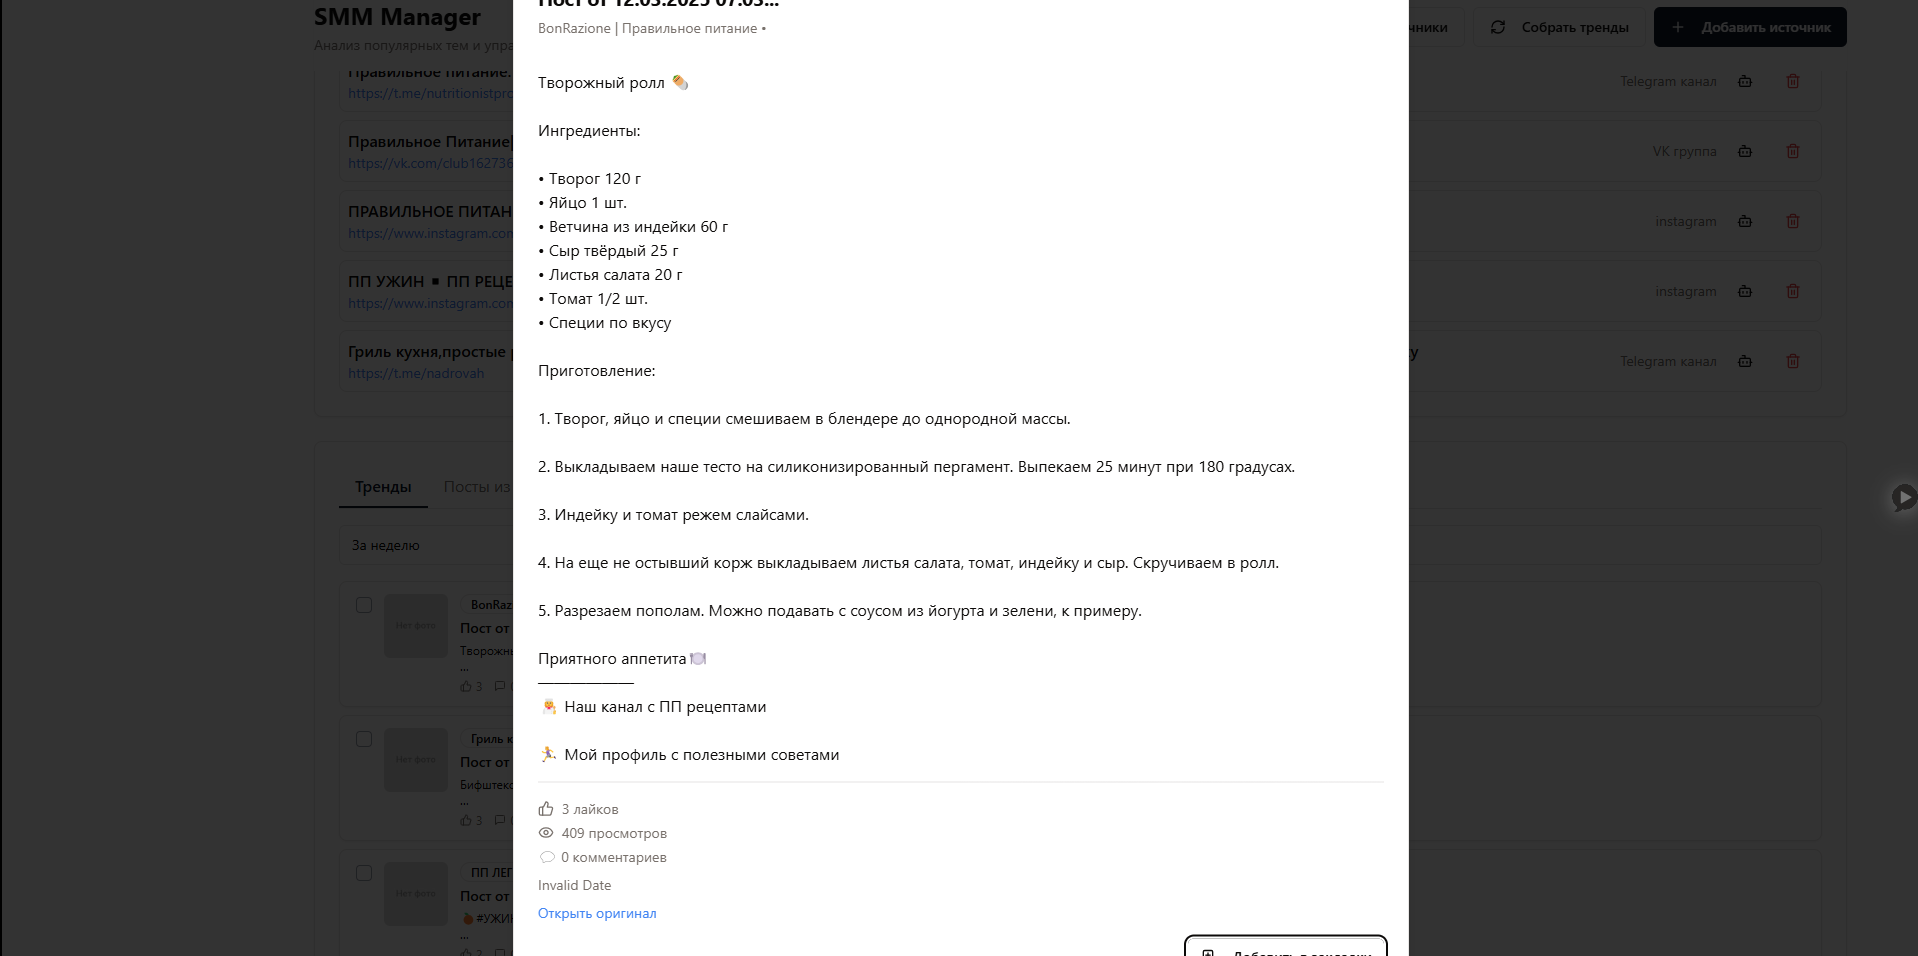 SMM Manager
Анализ популярных тем и упра
чники
Собрать тренды
+ Добавить источник
Пост от 12.03.2025 07:03...
BonRazione | Правильное питание •
Правильное питание.
https://t.me/nutritionistpro
Telegram канал
Правильное Питание
https://vk.com/club162736
VK группа
ПРАВИЛЬНОЕ ПИТАН
https://www.instagram.com
instagram
ПП УЖИН ▪ ПП РЕЦЕ
https://www.instagram.com
instagram
Гриль кухня,простые р
у
https://t.me/nadrovah
Telegram канал
Тренды
Посты из
За неделю
Нет фото
BonRaz
Пост от
Творожнь
...
3
Нет фото
Гриль к
Пост от
Бифштекс
...
3
Нет фото
ПП ЛЕГ
Пост от
#УЖИН
...
Творожный ролл
Ингредиенты:
• Творог 120 г
• Яйцо 1 шт.
• Ветчина из индейки 60 г
• Сыр твёрдый 25 г
• Листья салата 20 г
• Томат 1/2 шт.
• Специи по вкусу
Приготовление:
1. Творог, яйцо и специи смешиваем в блендере до однородной массы.
2. Выкладываем наше тесто на силиконизированный пергамент. Выпекаем 25 минут при 180 градусах.
3. Индейку и томат режем слайсами.
4. На еще не остывший корж выкладываем листья салата, томат, индейку и сыр. Скручиваем в ролл.
5. Разрезаем пополам. Можно подавать с соусом из йогурта и зелени, к примеру.
Приятного аппетита🍽
——————
Наш канал с ПП рецептами
Мой профиль с полезными советами
3 лайков
409 просмотров
0 комментариев
Invalid Date
Открыть оригинал
Добавить в закладки